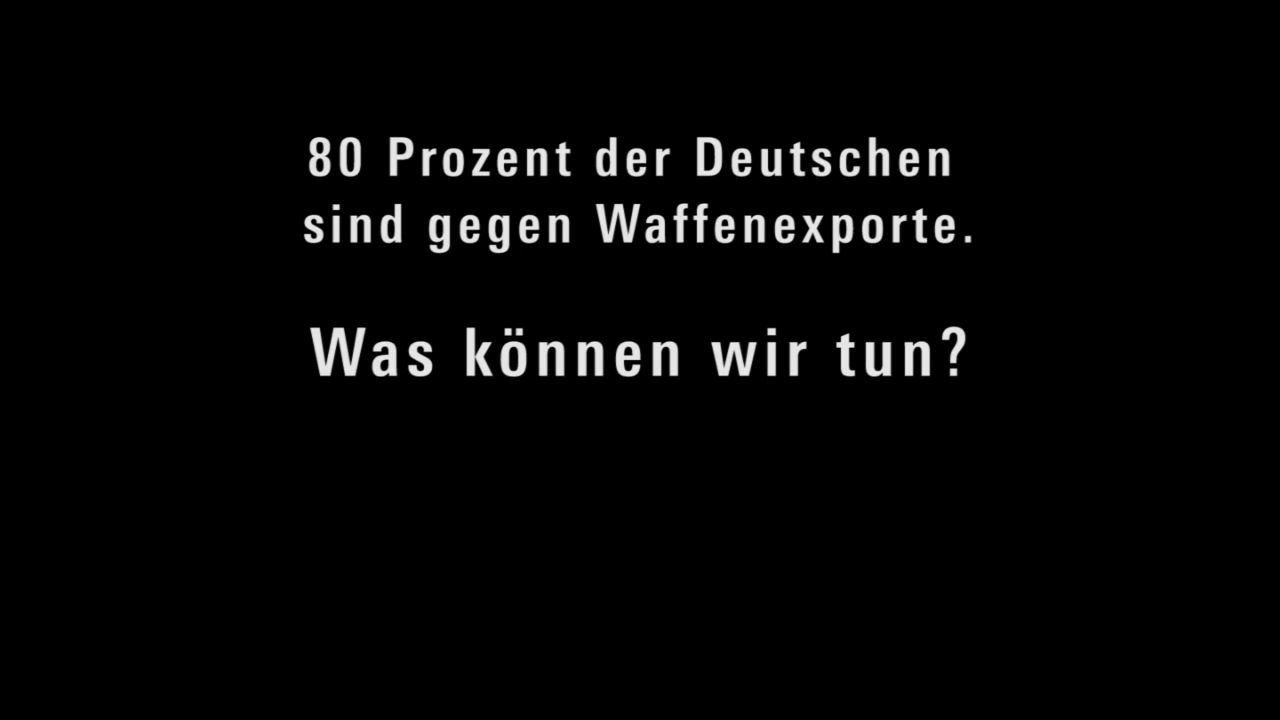 80 Prozent der Deutschen
sind gegen Waffenexporte.
Was können wir tun?